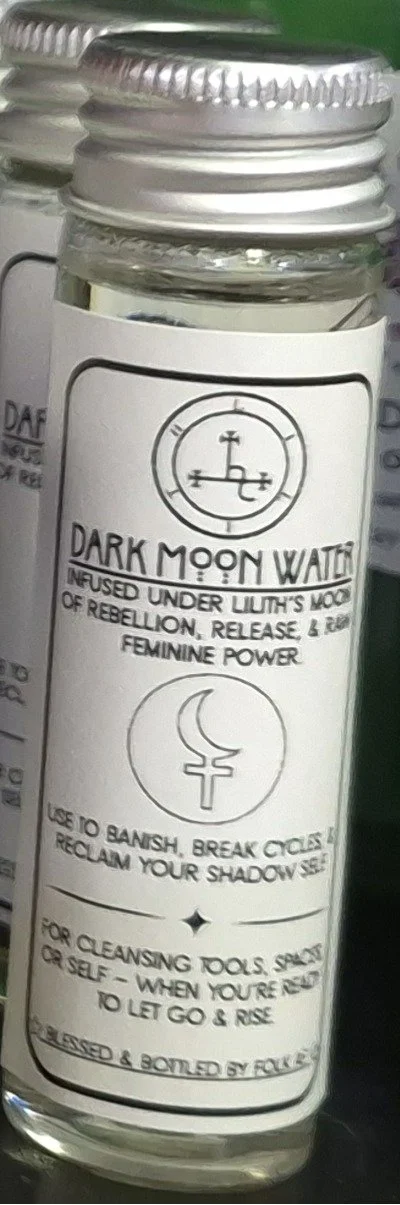 L I L I T H
DARK MOON WATER
INFUSED UNDER LILITH'S MOON
OF REBELLION, RELEASE, & RAW
FEMININE POWER
USE TO BANISH, BREAK CYCLES, &
RECLAIM YOUR SHADOW SELF
FOR CLEANSING TOOLS, SPACES,
OR SELF – WHEN YOU'RE READY
TO LET GO & RISE
BLESSED & BOTTLED BY FOLK